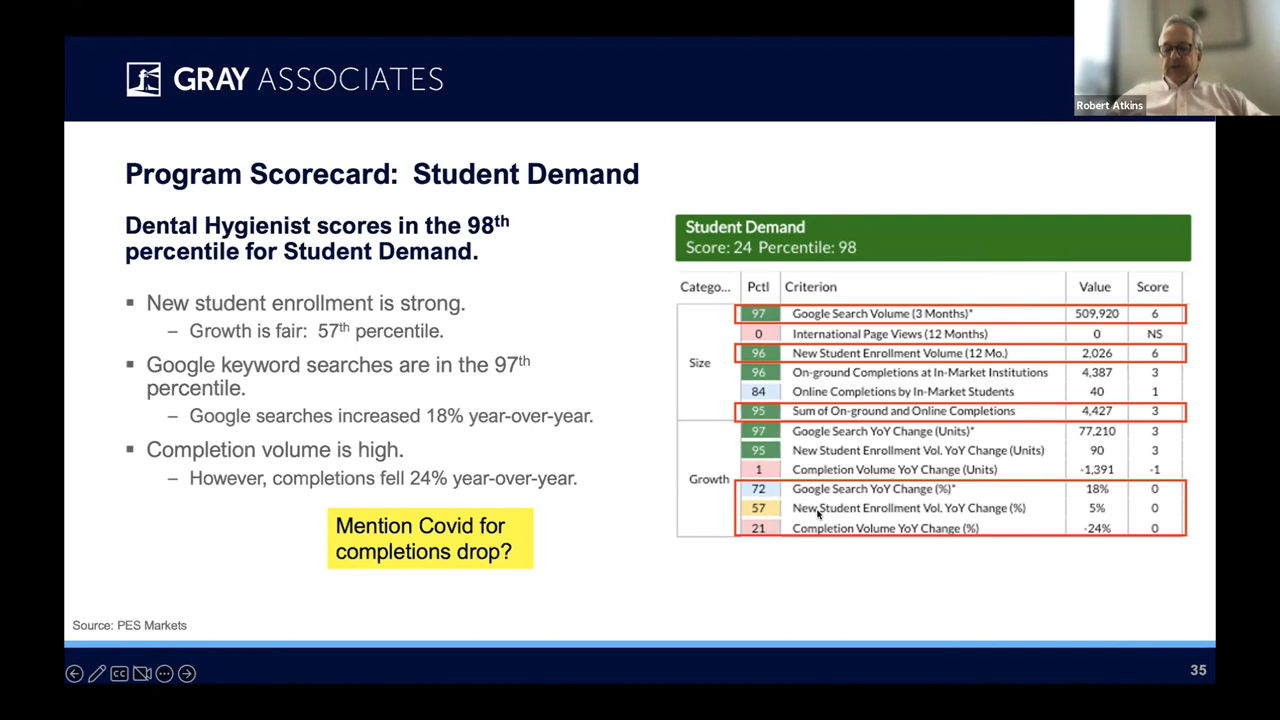 GRAY ASSOCIATES
Robert Atkins
Program Scorecard: Student Demand
Dental Hygienist scores in the 98th
percentile for Student Demand.
▪ New student enrollment is strong.
– Growth is fair: 57th percentile.
▪ Google keyword searches are in the 97th
percentile.
– Google searches increased 18% year-over-year.
▪ Completion volume is high.
– However, completions fell 24% year-over-year.
Mention Covid for
completions drop?
Student Demand
Score: 24 Percentile: 98
Catego... Pctl Criterion Value Score
Size
97 Google Search Volume (3 Months)* 509,920 6
0 International Page Views (12 Months) 0 NS
96 New Student Enrollment Volume (12 Mo.) 2,026 6
96 On-ground Completions at In-Market Institutions 4,387 3
84 Online Completions by In-Market Students 40 1
95 Sum of On-ground and Online Completions 4,427 3
Growth
97 Google Search YoY Change (Units)* 77,210 3
95 New Student Enrollment Vol. YoY Change (Units) 90 3
1 Completion Volume YoY Change (Units) -1,391 -1
72 Google Search YoY Change (%)* 18% 0
57 New Student Enrollment Vol. YoY Change (%) 5% 0
21 Completion Volume YoY Change (%) -24% 0
Source: PES Markets
CC
35